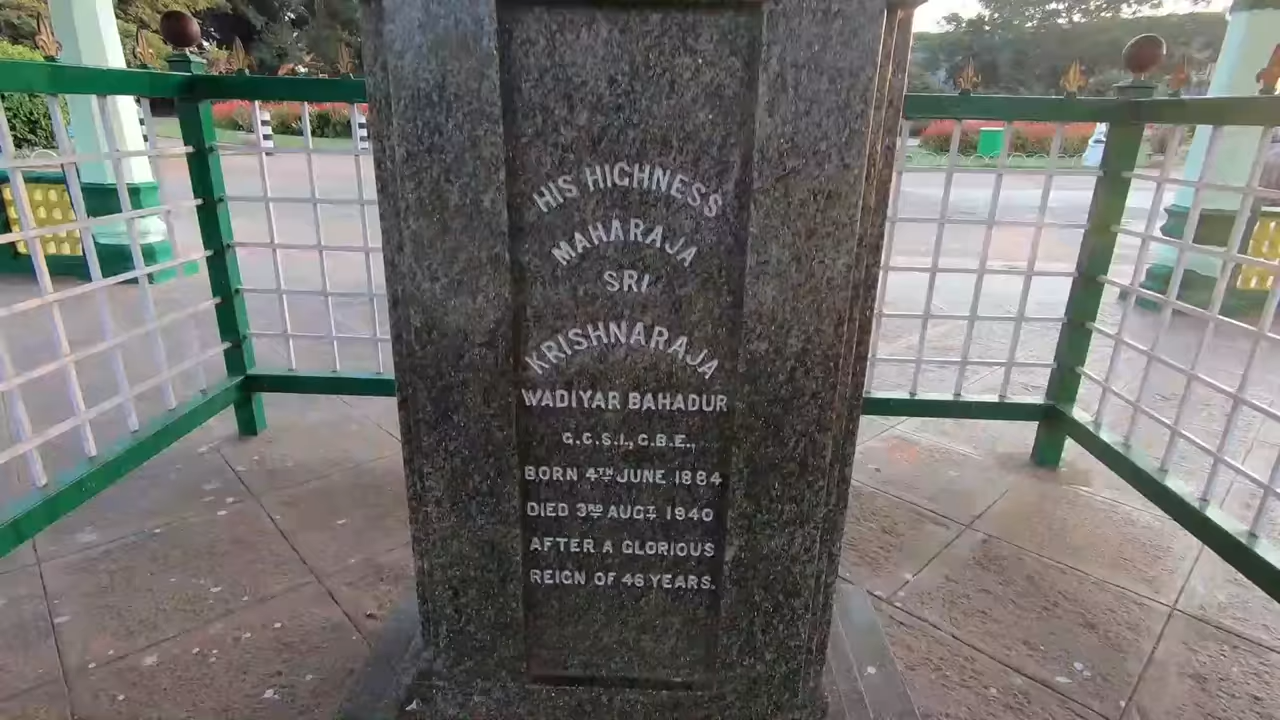 HIS HIGHNESS
MAHARAJA
SRI
KRISHNARAJA
WADIYAR BAHADUR
G.C.S.I., G.B.E.,
BORN 4TH JUNE 1884
DIED 3RD AUGT 1940
AFTER A GLORIOUS
REIGN OF 46 YEARS.